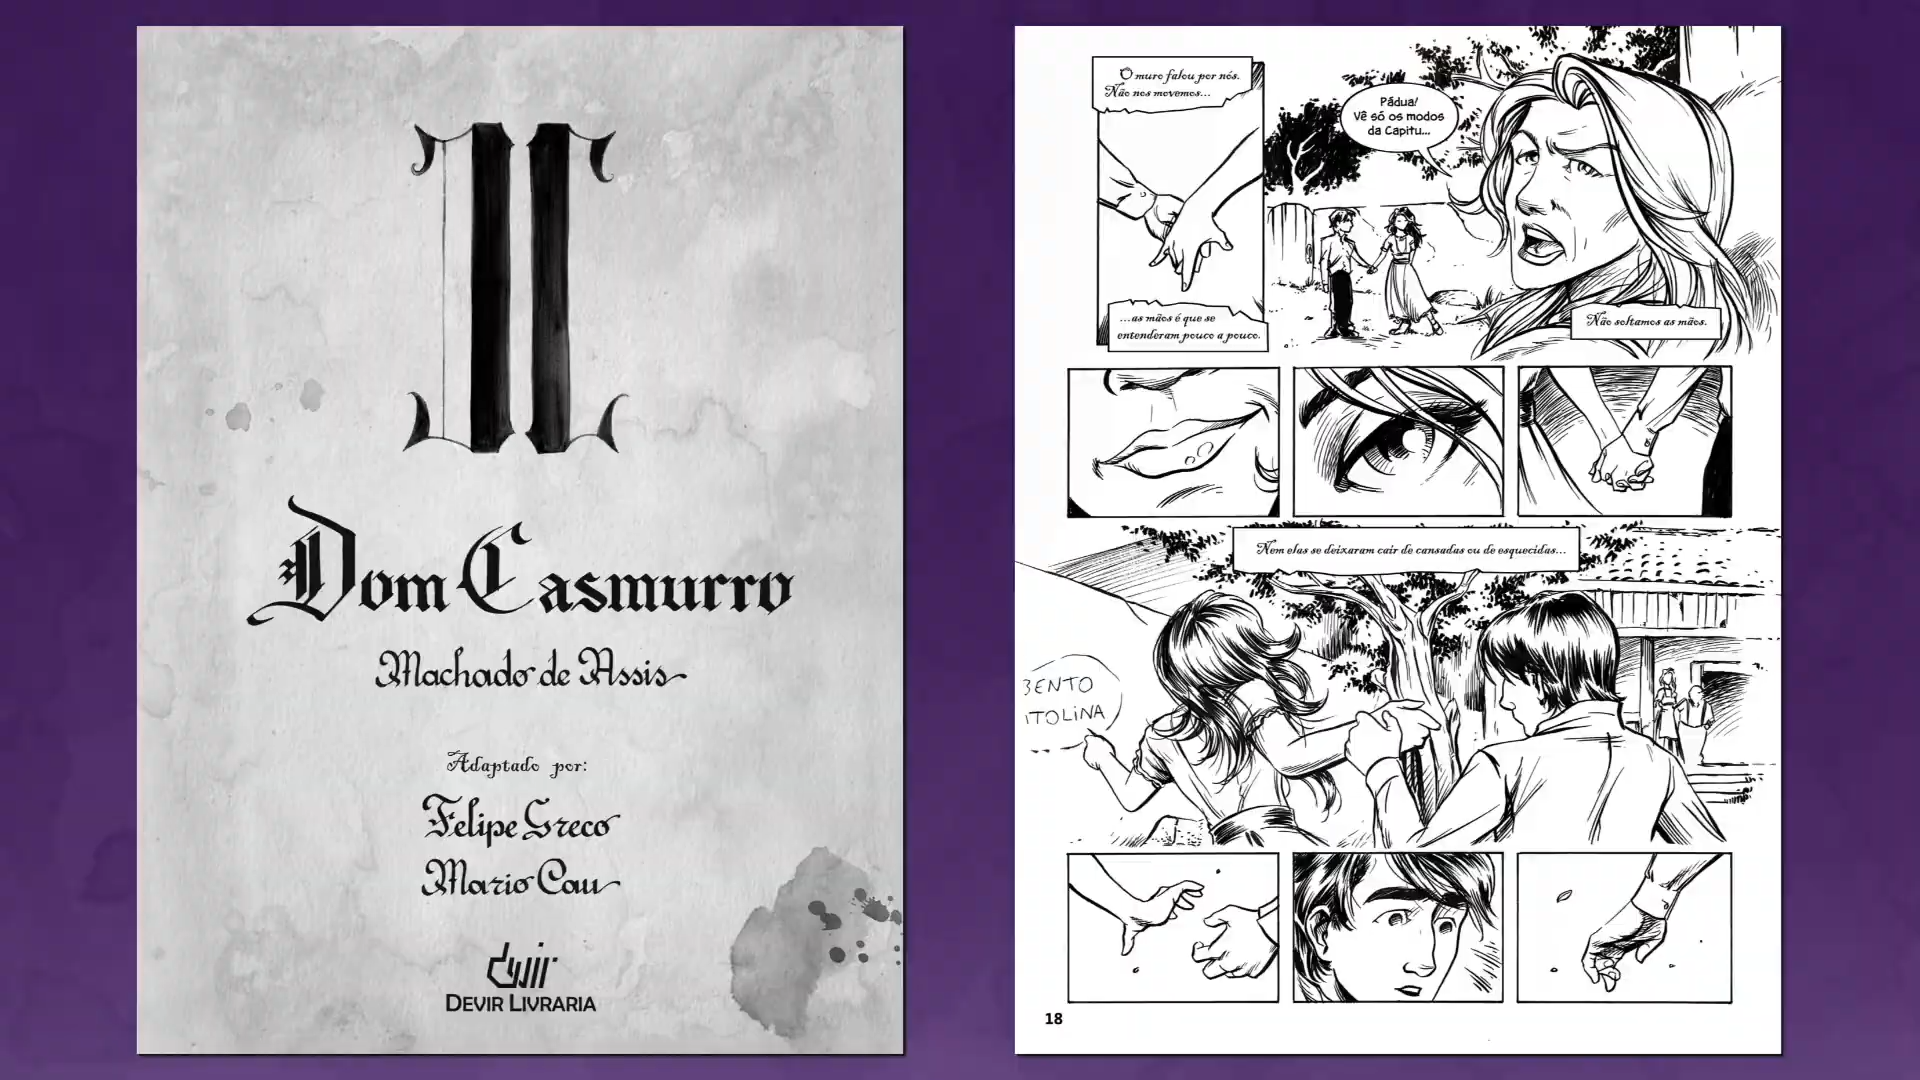 Dom Casmurro
Machado de Assis
Adaptado por:
Felipe Greco
Mario Cau
devir
DEVIR LIVRARIA
O muro falou por nós.
Não nos movemos...
Pádua!
Vê só os modos
da Capitu...
...as mãos é que se
entenderam pouco a pouco.
Não soltamos as mãos.
Nem elas se deixaram cair de cansadas ou de esquecidas...
BENTO
ITOLINA
18